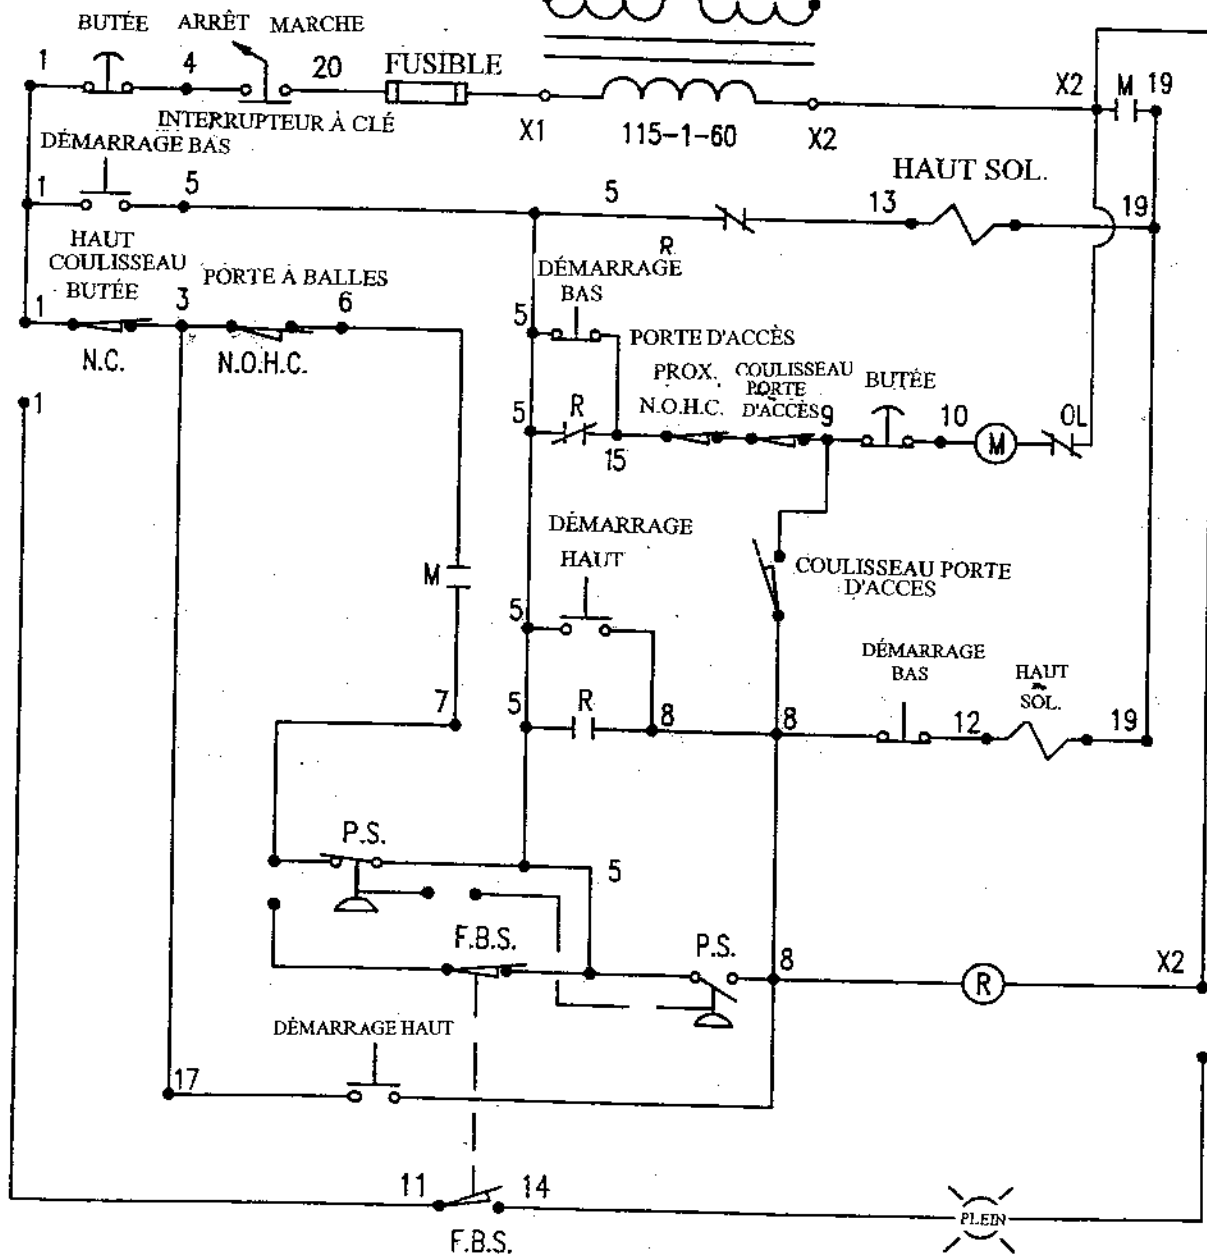 BUTÉE ARRÊT MARCHE
1 4 20 FUSIBLE X2 M 19
INTERRUPTEUR À CLÉ X1 115-1-60 X2
DÉMARRAGE BAS
HAUT SOL.
1 5 5 13 19
R
HAUT
COULISSEAU
BUTÉE
PORTE À BALLES
DÉMARRAGE
BAS
1 3 6 5
N.C. N.O.H.C.
PORTE D'ACCÈS
PROX.
N.O.H.C.
COULISSEAU
PORTE
D'ACCÈS
BUTÉE
1
5 R 15 9 10 M OL
DÉMARRAGE
HAUT
COULISSEAU PORTE
D'ACCES
M
5
DÉMARRAGE
BAS
HAUT
SOL.
7 5 R 8 8 12 19
P.S.
5
F.B.S. P.S.
8 R X2
DÉMARRAGE HAUT
17
11 14 PLEIN
F.B.S.